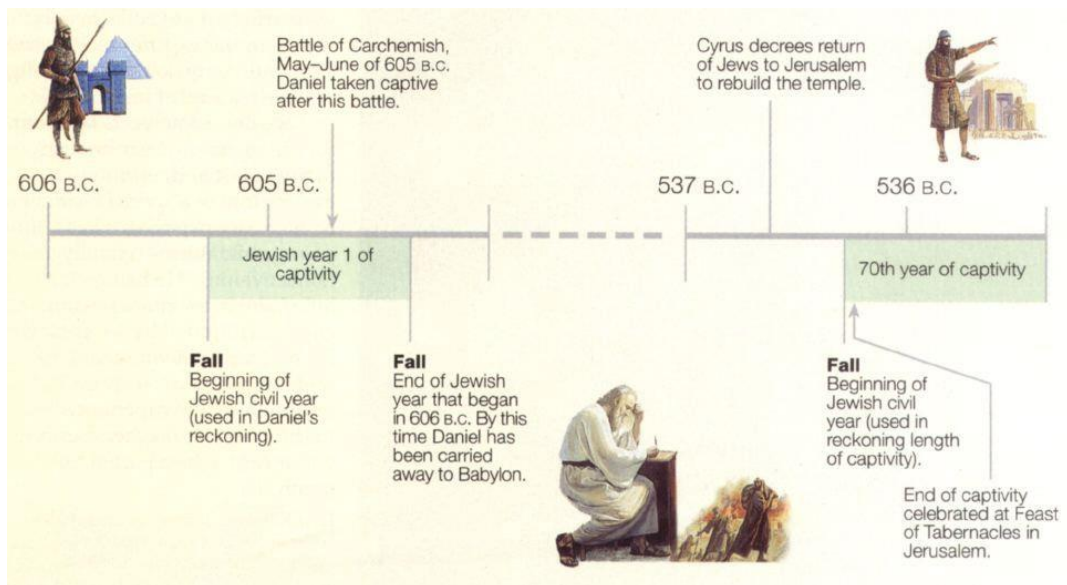 Battle of Carchemish,
May–June of 605 B.C.
Daniel taken captive
after this battle.
Cyrus decrees return
of Jews to Jerusalem
to rebuild the temple.
606 B.C.
605 B.C.
537 B.C.
536 B.C.
Jewish year 1 of
captivity
70th year of captivity
Fall
Beginning of
Jewish civil year
(used in Daniel's
reckoning).
Fall
End of Jewish
year that began
in 606 B.C. By this
time Daniel has
been carried
away to Babylon.
Fall
Beginning of
Jewish civil
year (used in
reckoning length
of captivity).
End of captivity
celebrated at Feast
of Tabernacles in
Jerusalem.